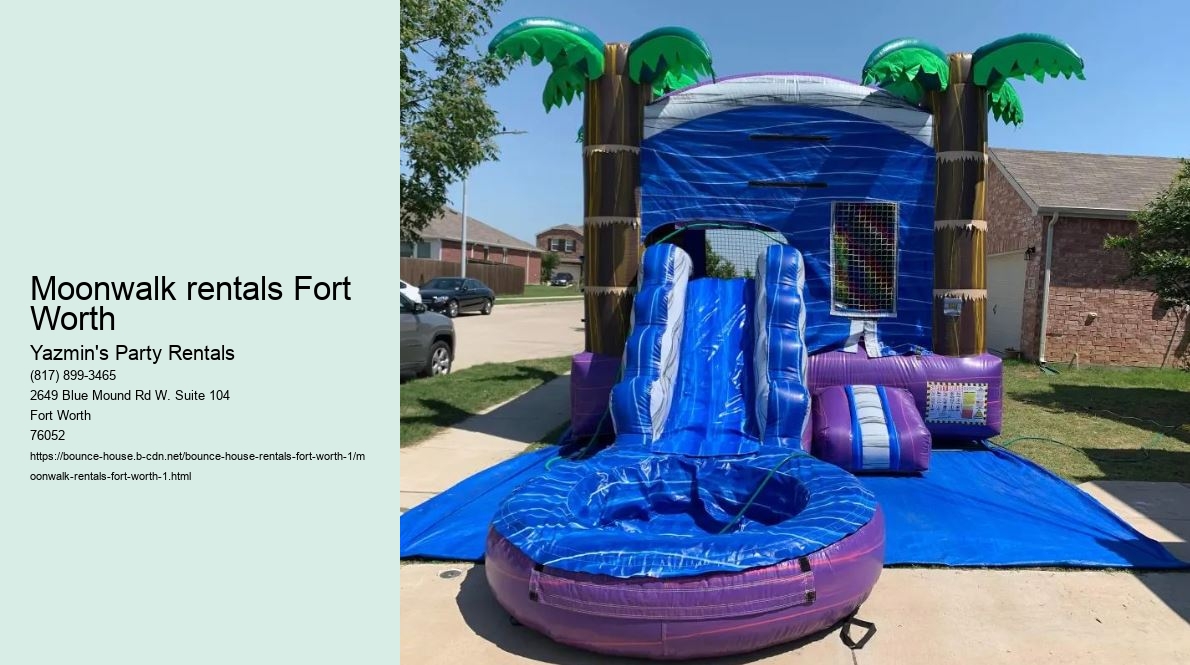 Moonwalk rentals Fort
Worth
Yazmin's Party Rentals
(817) 899-3465
2649 Blue Mound Rd W. Suite 104
Fort Worth
76052
https://bounce-house.b-cdn.net/bounce-house-rentals-fort-worth-1/m
oonwalk-rentals-fort-worth-1.html